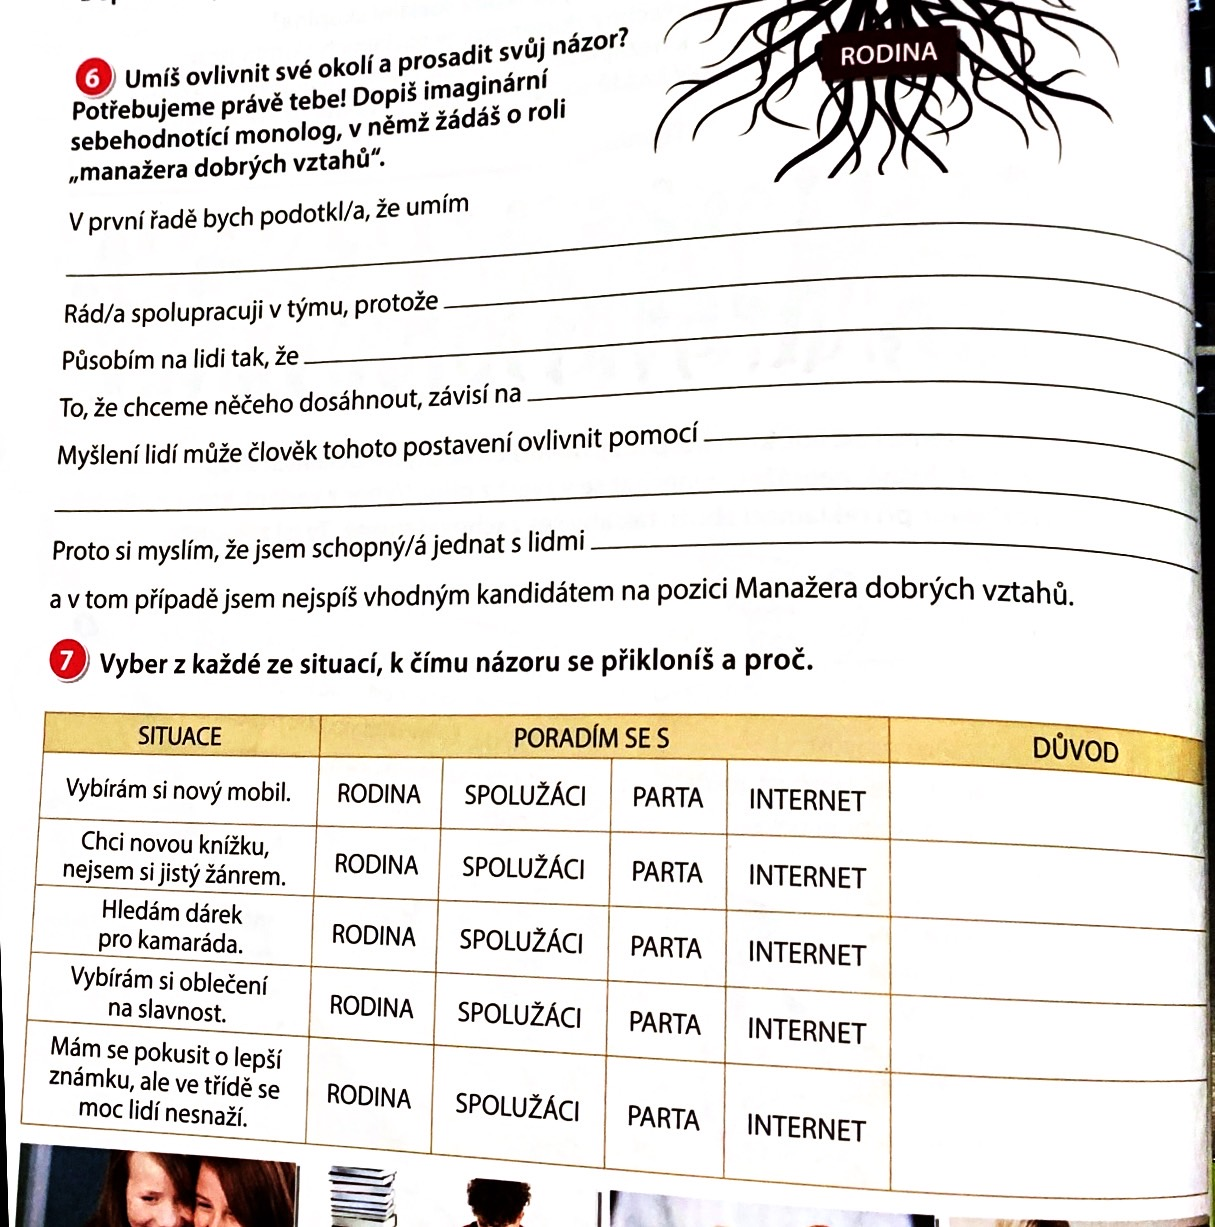 RODINA
6 Umíš ovlivnit své okolí a prosadit svůj názor?
Potřebujeme právě tebe! Dopiš imaginární
sebehodnotící monolog, v němž žádáš o roli
„manažera dobrých vztahů“.
V první řadě bych podotkl/a, že umím
Rád/a spolupracuji v týmu, protože
Působím na lidi tak, že
To, že chceme něčeho dosáhnout, závisí na
Myšlení lidí může člověk tohoto postavení ovlivnit pomocí
Proto si myslím, že jsem schopný/á jednat s lidmi
a v tom případě jsem nejspíš vhodným kandidátem na pozici Manažera dobrých vztahů.
7 Vyber z každé ze situací, k čímu názoru se přikloníš a proč.
SITUACE PORADÍM SE S DŮVOD
Vybírám si nový mobil. RODINA SPOLUŽÁCI PARTA INTERNET
Chci novou knížku,
nejsem si jistý žánrem. RODINA SPOLUŽÁCI PARTA INTERNET
Hledám dárek
pro kamaráda. RODINA SPOLUŽÁCI PARTA INTERNET
Vybírám si oblečení
na slavnost. RODINA SPOLUŽÁCI PARTA INTERNET
Mám se pokusit o lepší
známku, ale ve třídě se
moc lidí nesnaží. RODINA SPOLUŽÁCI PARTA INTERNET